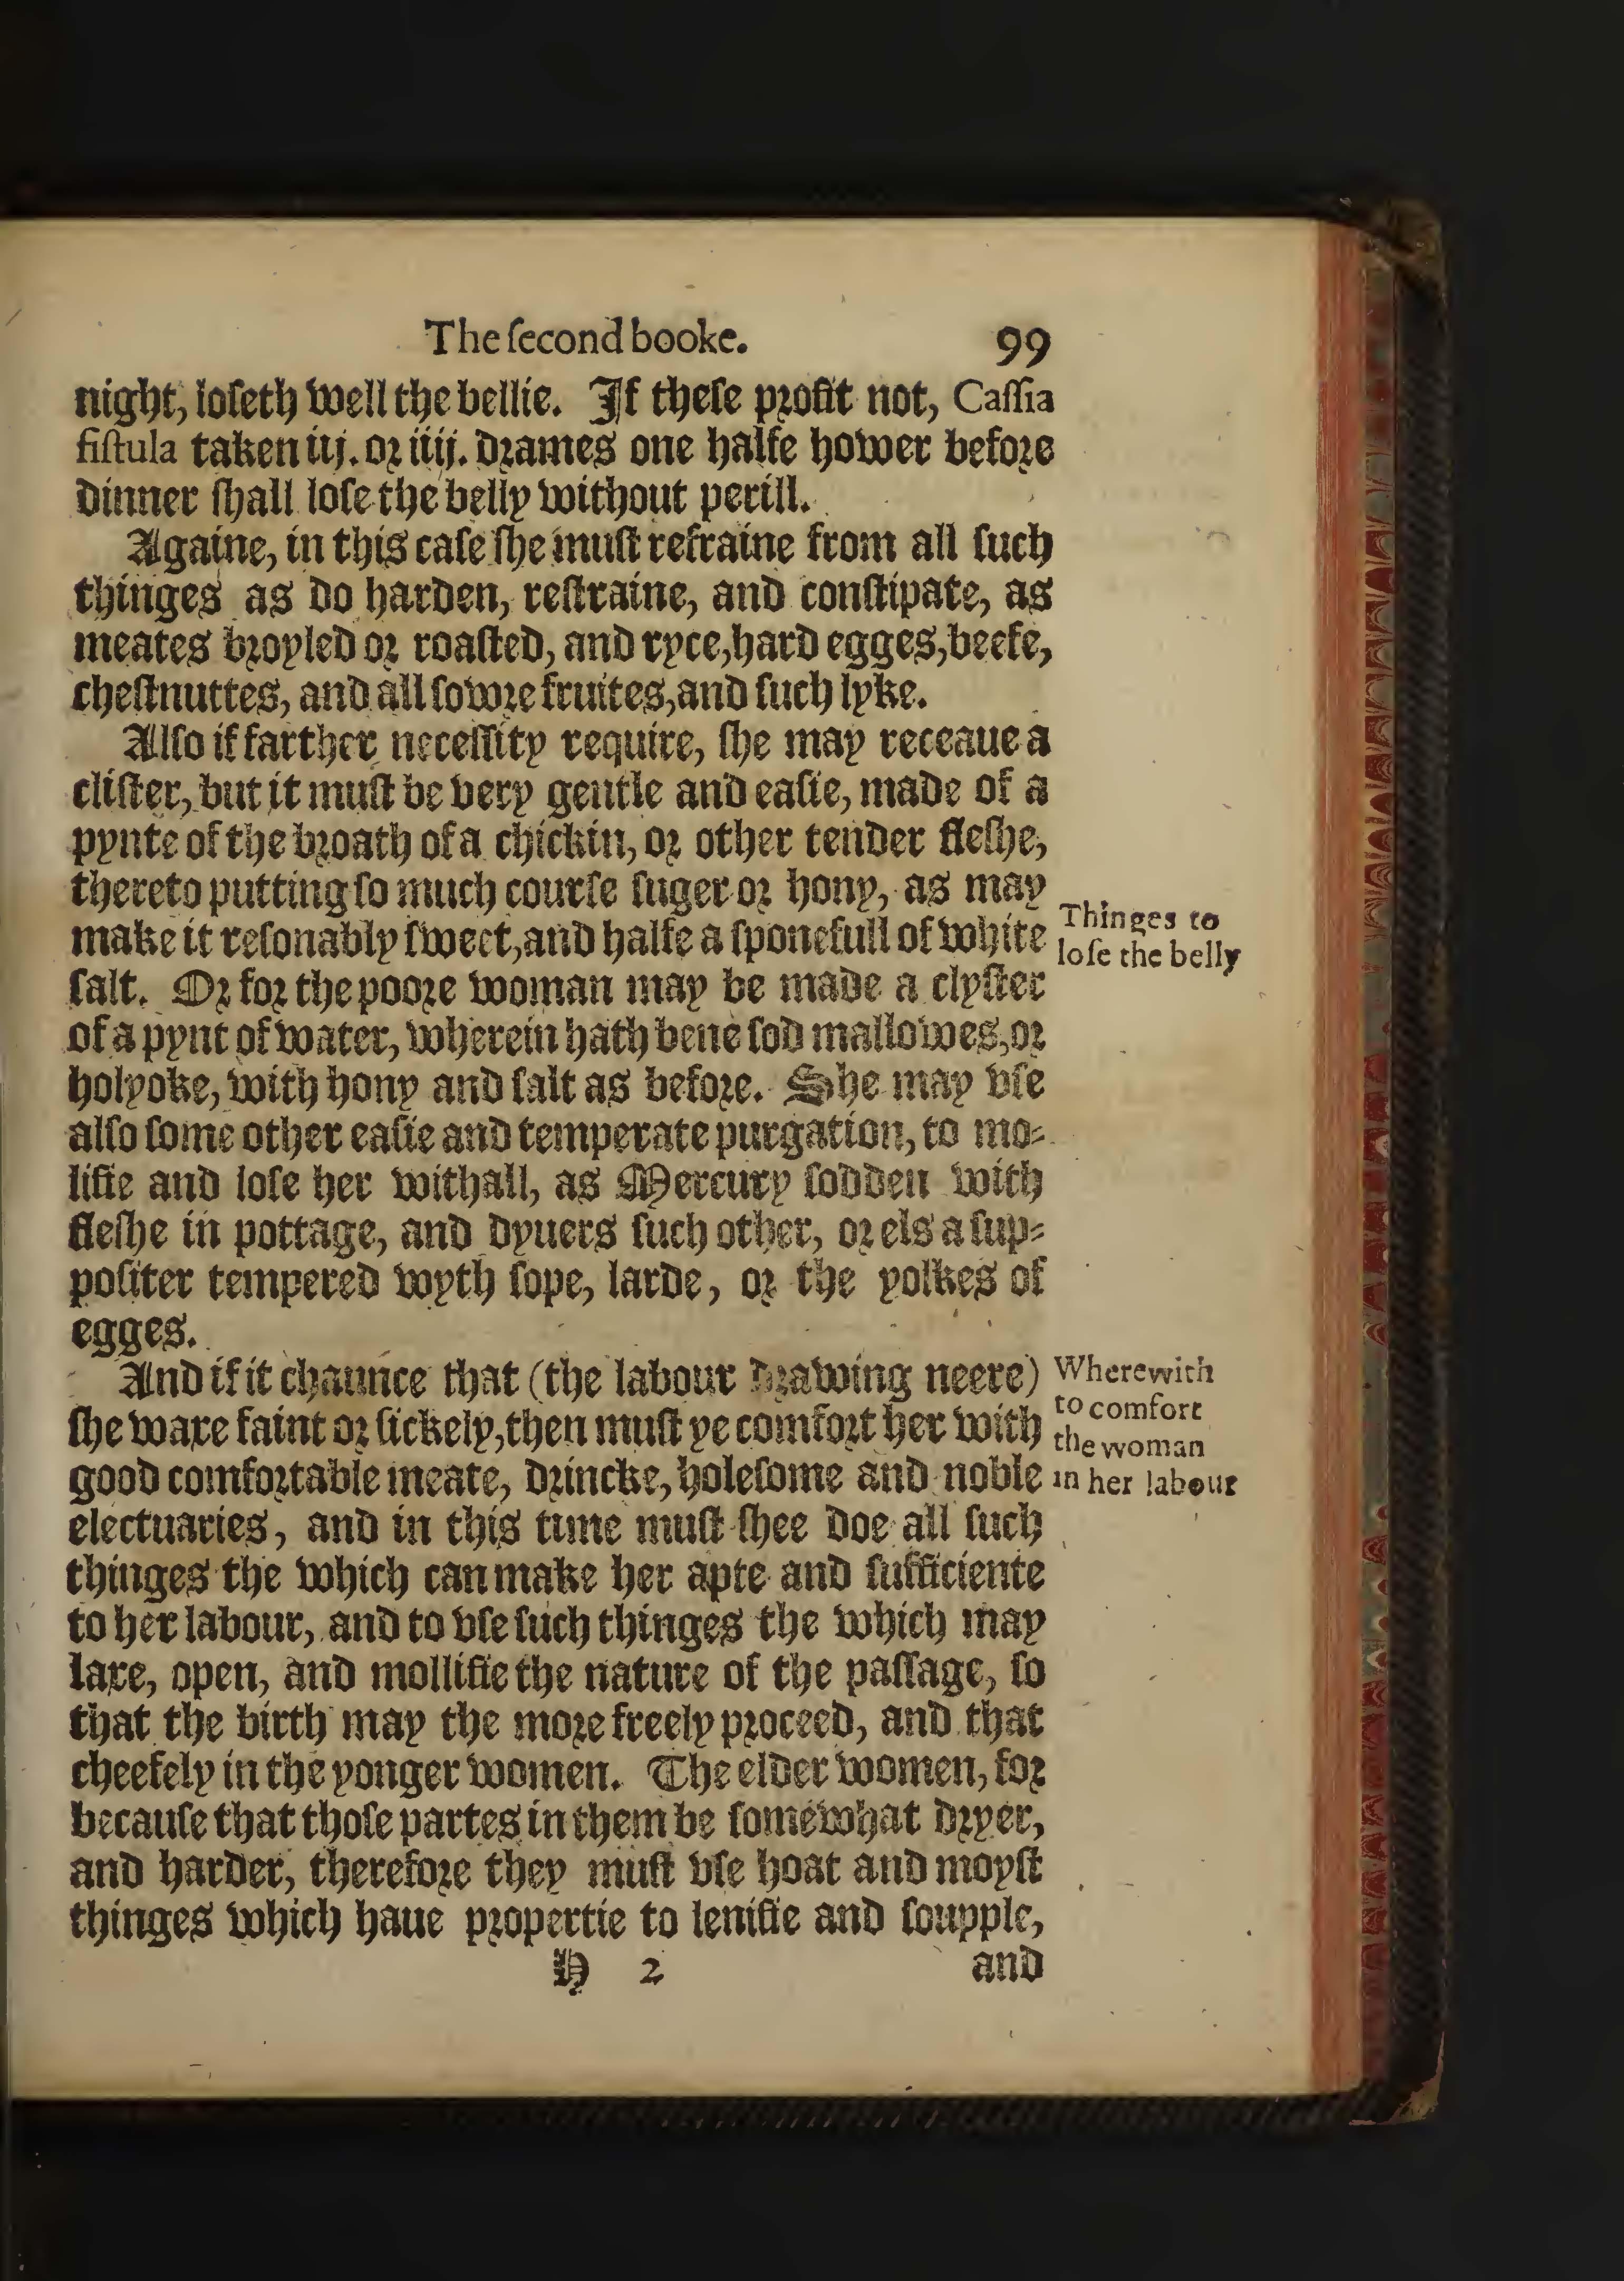 The ſecond booke. 99
night, loſeth well the bellie. If theſe profit not, Caſſia
fiſtula taken iij. or iiij. drames one halfe hower before
dinner ſhall loſe the belly without perill.
Againe, in this caſe ſhe muſt refraine from all ſuch
thinges as do harden, reſtraine, and conſtipate, as
meates broyled or roaſted, and ryce, hard egges, beefe,
cheſtnuttes, and all ſowre fruites, and ſuch lyke.
Alſo if farther neceſſity require, ſhe may receaue a
cliſter, but it muſt be very gentle and eaſie, made of a
pynte of the broath of a chickin, or other tender fleſhe,
thereto putting ſo much courſe ſuger or hony, as may
make it reſonably ſweet, and halfe a ſponefull of white
ſalt. Or for the poore woman may be made a clyſter
of a pynt of water, wherein hath bene ſod mallowes, or
holyoke, with hony and ſalt as before. She may vſe
alſo ſome other eaſie and temperate purgation, to mo-
lifie and loſe her withall, as Mercury ſodden with
fleſhe in pottage, and dyuers ſuch other, or els a ſup-
poſiter tempered wyth ſope, larde, or the yolkes of
egges.
Thinges to
loſe the belly
And if it chaunce that (the labour drawing neere)
ſhe waxe faint or ſickely, then muſt ye comfort her with
good comfortable meate, drincke, holeſome and noble
electuaries, and in this time muſt ſhee doe all ſuch
thinges the which can make her apte and ſufficiente
to her labour, and to vſe ſuch thinges the which may
laxe, open, and mollifie the nature of the paſſage, ſo
that the birth may the more freely proceed, and that
cheefely in the yonger women. The elder women, for
becauſe that thoſe partes in them be ſomewhat dryer,
and harder, therefore they muſt vſe hoat and moyſt
thinges which haue propertie to lenifie and ſoupple,
Wherewith
to comfort
the woman
in her labour
H 2 and